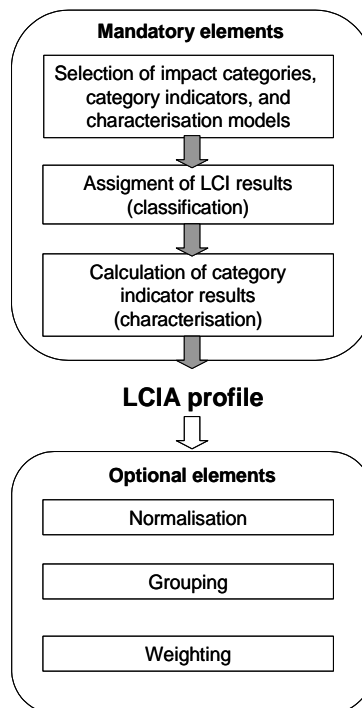 Mandatory elements
Selection of impact categories,
category indicators, and
characterisation models
Assigment of LCI results
(classification)
Calculation of category
indicator results
(characterisation)
LCIA profile
Optional elements
Normalisation
Grouping
Weighting